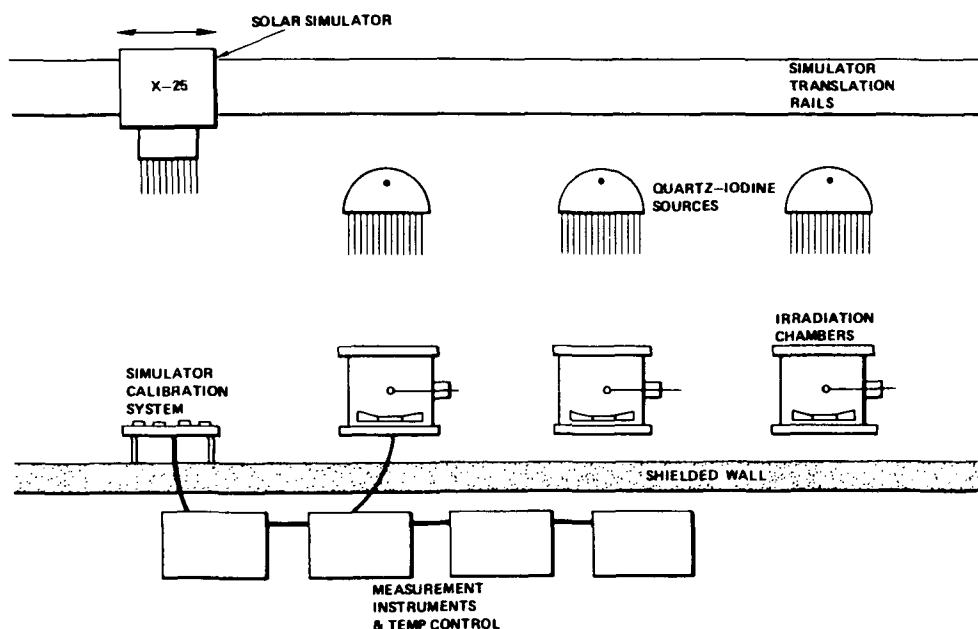 SOLAR SIMULATOR
X-25
SIMULATOR
TRANSLATION
RAILS
QUARTZ-IODINE
SOURCES
IRRADIATION
CHAMBERS
SIMULATOR
CALIBRATION
SYSTEM
SHIELDED WALL
MEASUREMENT
INSTRUMENTS
& TEMP CONTROL